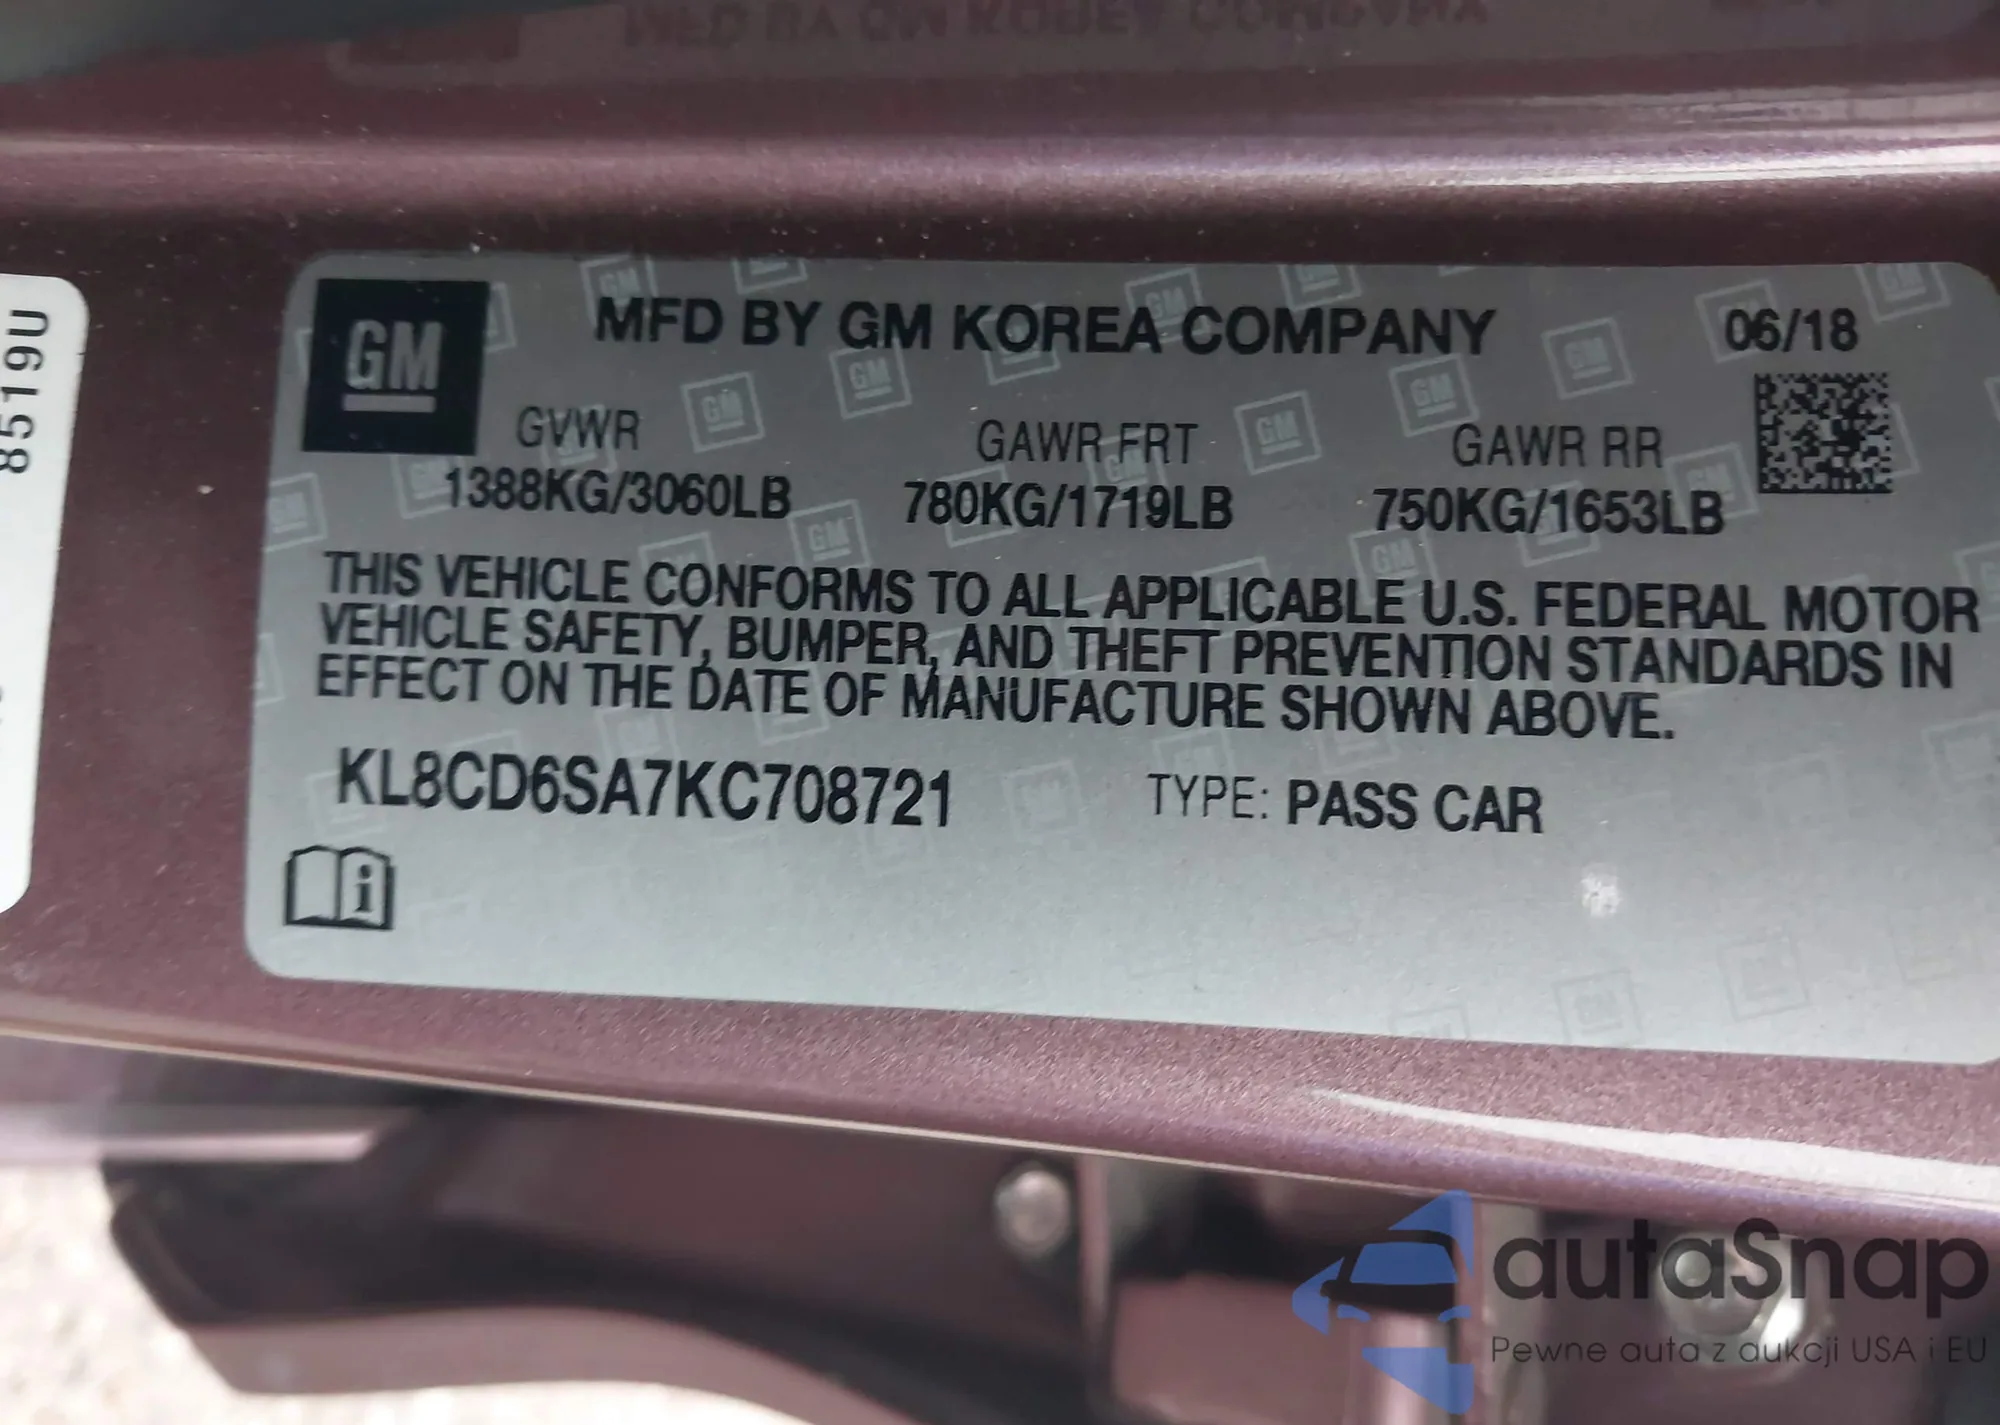 8519U
GM
MFD BY GM KOREA COMPANY 06/18
GVWR GAWR FRT GAWR RR
1388KG/3060LB 780KG/1719LB 750KG/1653LB
THIS VEHICLE CONFORMS TO ALL APPLICABLE U.S. FEDERAL MOTOR
VEHICLE SAFETY, BUMPER, AND THEFT PREVENTION STANDARDS IN
EFFECT ON THE DATE OF MANUFACTURE SHOWN ABOVE.
KL8CD6SA7KC708721 TYPE: PASS CAR
autaSnap
Pewne auta z aukcji USA i EU